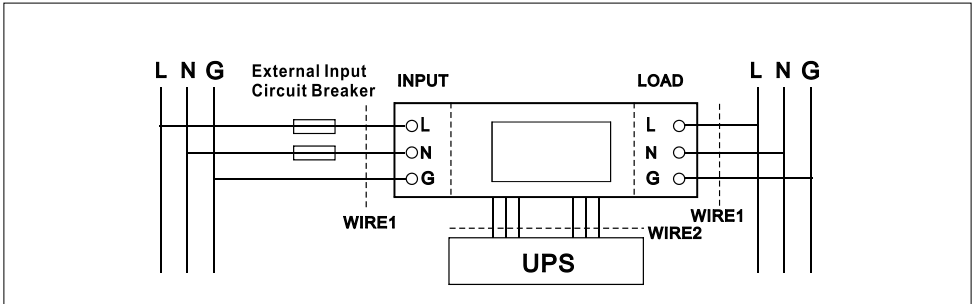 L N G
External Input
Circuit Breaker
INPUT
LOAD
L N G
L
N
G
L
N
G
WIRE1
WIRE1
WIRE2
UPS